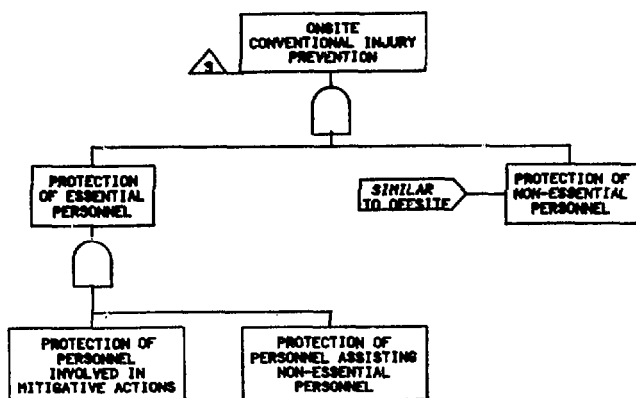 ONSITE
CONVENTIONAL INJURY
PREVENTION
3
PROTECTION
OF ESSENTIAL
PERSONNEL
SIMILAR
TO OFFSITE
PROTECTION OF
NON-ESSENTIAL
PERSONNEL
PROTECTION OF
PERSONNEL
INVOLVED IN
MITIGATIVE ACTIONS
PROTECTION OF
PERSONNEL ASSISTING
NON-ESSENTIAL
PERSONNEL